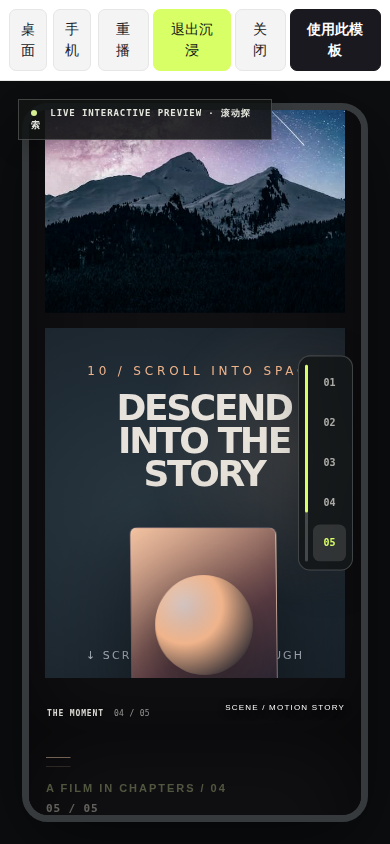 桌面
手机
重播
退出沉浸
关闭
使用此模板
LIVE INTERACTIVE PREVIEW · 滚动探索
10 / SCROLL INTO SPA
DESCEND
INTO THE
STORY
01
02
03
04
05
↓ SCR
UGH
THE MOMENT 04 / 05
SCENE / MOTION STORY
A FILM IN CHAPTERS / 04
05 / 05